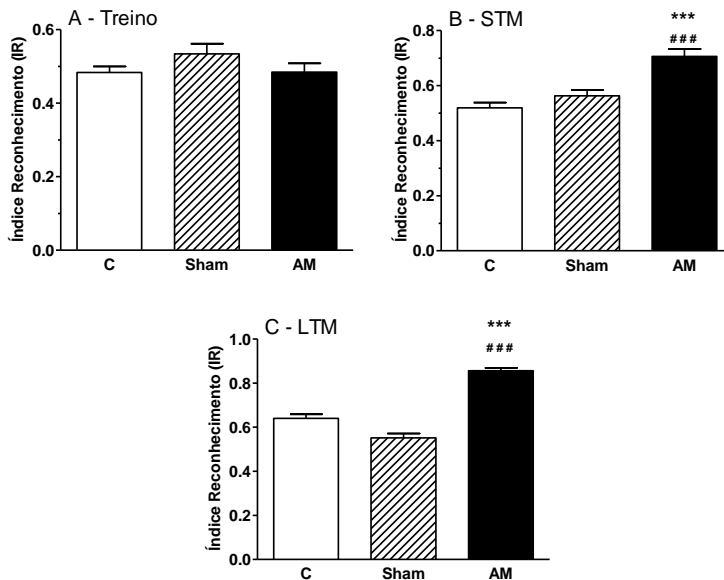 A - Treino
Índice Reconhecimento (IR)
0.6
0.4
0.2
0.0
C Sham AM
B - STM
***
###
Índice Reconhecimento (IR)
0.8
0.6
0.4
0.2
0.0
C Sham AM
C - LTM
***
###
Índice Reconhecimento (IR)
1.0
0.8
0.6
0.4
0.2
0.0
C Sham AM